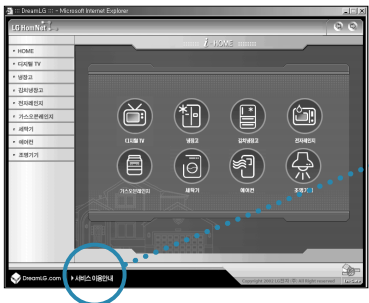 ::: DreamLG ::: - Microsoft Internet Explorer
LG HomNet
i - HOME
HOME
디지털 TV
냉장고
김치냉장고
전자레인지
가스오븐레인지
세탁기
에어컨
조명기기
디지털 TV
냉장고
김치냉장고
전자레인지
가스오븐레인지
세탁기
에어컨
조명기기
DreamLG.com
서비스 이용안내
All Right reserved